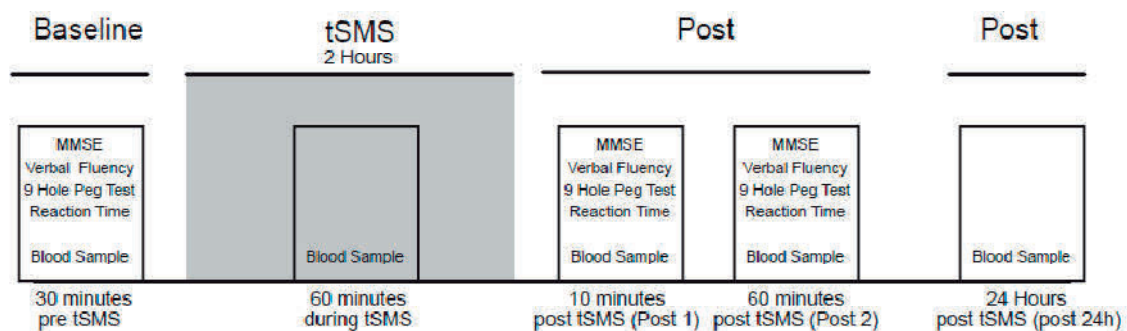 Baseline
tSMS
2 Hours
Post
Post
MMSE
Verbal Fluency
9 Hole Peg Test
Reaction Time
Blood Sample
Blood Sample
MMSE
Verbal Fluency
9 Hole Peg Test
Reaction Time
Blood Sample
MMSE
Verbal Fluency
9 Hole Peg Test
Reaction Time
Blood Sample
Blood Sample
30 minutes
pre tSMS
60 minutes
during tSMS
10 minutes
post tSMS (Post 1)
60 minutes
post tSMS (Post 2)
24 Hours
post tSMS (post 24h)